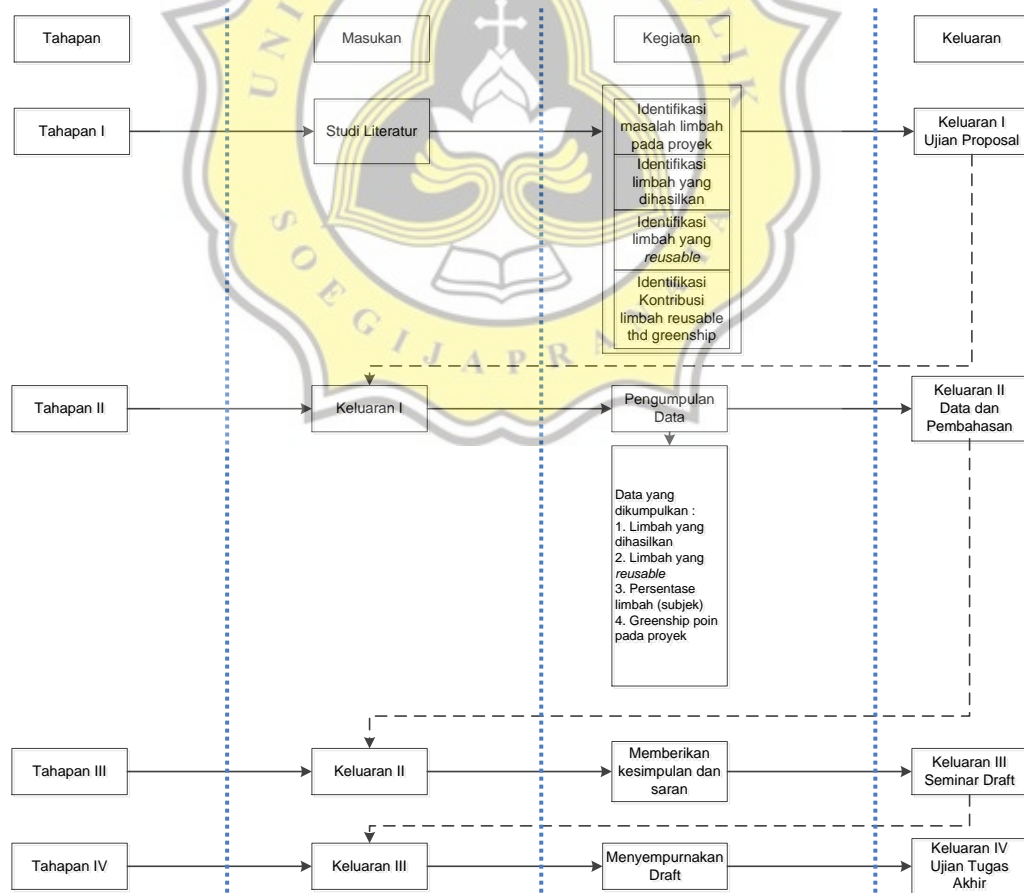 Tahapan
Masukan
Kegiatan
Keluaran
Tahapan I
Studi Literatur
Identifikasi
masalah limbah
pada proyek
Identifikasi
limbah yang
dihasilkan
Identifikasi
limbah yang
reusable
Identifikasi
Kontribusi
limbah reusable
thd greenship
Keluaran I
Ujian Proposal
Tahapan II
Keluaran I
Pengumpulan
Data
Keluaran II
Data dan
Pembahasan
Data yang
dikumpulkan :
1. Limbah yang
dihasilkan
2. Limbah yang
reusable
3. Persentase
limbah (subjek)
4. Greenship poin
pada proyek
Tahapan III
Keluaran II
Memberikan
kesimpulan dan
saran
Keluaran III
Seminar Draft
Tahapan IV
Keluaran III
Menyempurnakan
Draft
Keluaran IV
Ujian Tugas
Akhir
SOEGIJAPRANATA